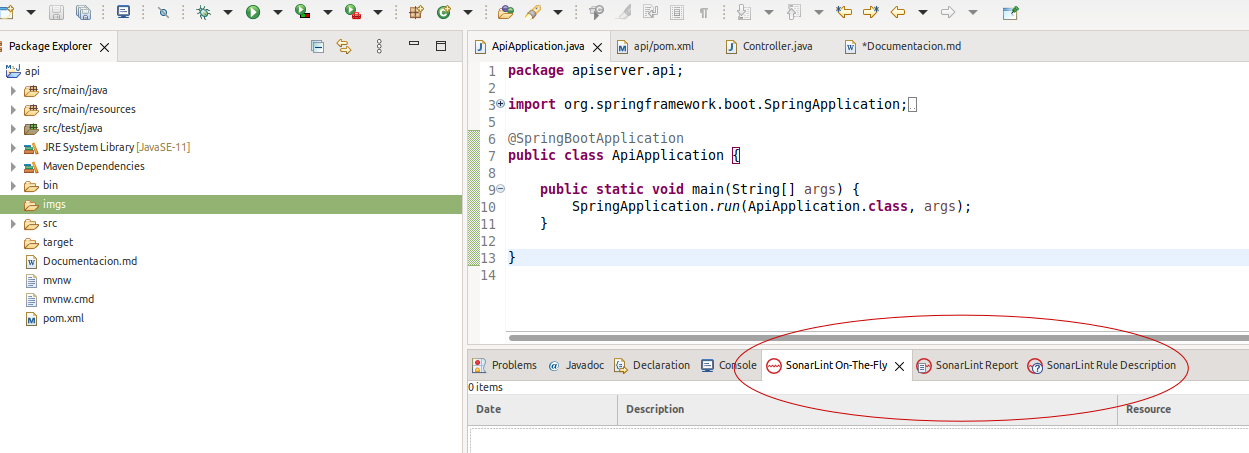 Package Explorer
api
src/main/java
src/main/resources
src/test/java
JRE System Library [JavaSE-11]
Maven Dependencies
bin
imgs
src
target
Documentacion.md
mvnw
mvnw.cmd
pom.xml
ApiApplication.java
api/pom.xml
Controller.java
*Documentacion.md
1 package apiserver.api;
2
3 import org.springframework.boot.SpringApplication;
5
6 @SpringBootApplication
7 public class ApiApplication {
8
9 public static void main(String[] args) {
10 SpringApplication.run(ApiApplication.class, args);
11 }
12
13 }
14
Problems
Javadoc
Declaration
Console
SonarLint On-The-Fly
SonarLint Report
SonarLint Rule Description
0 items
Date
Description
Resource